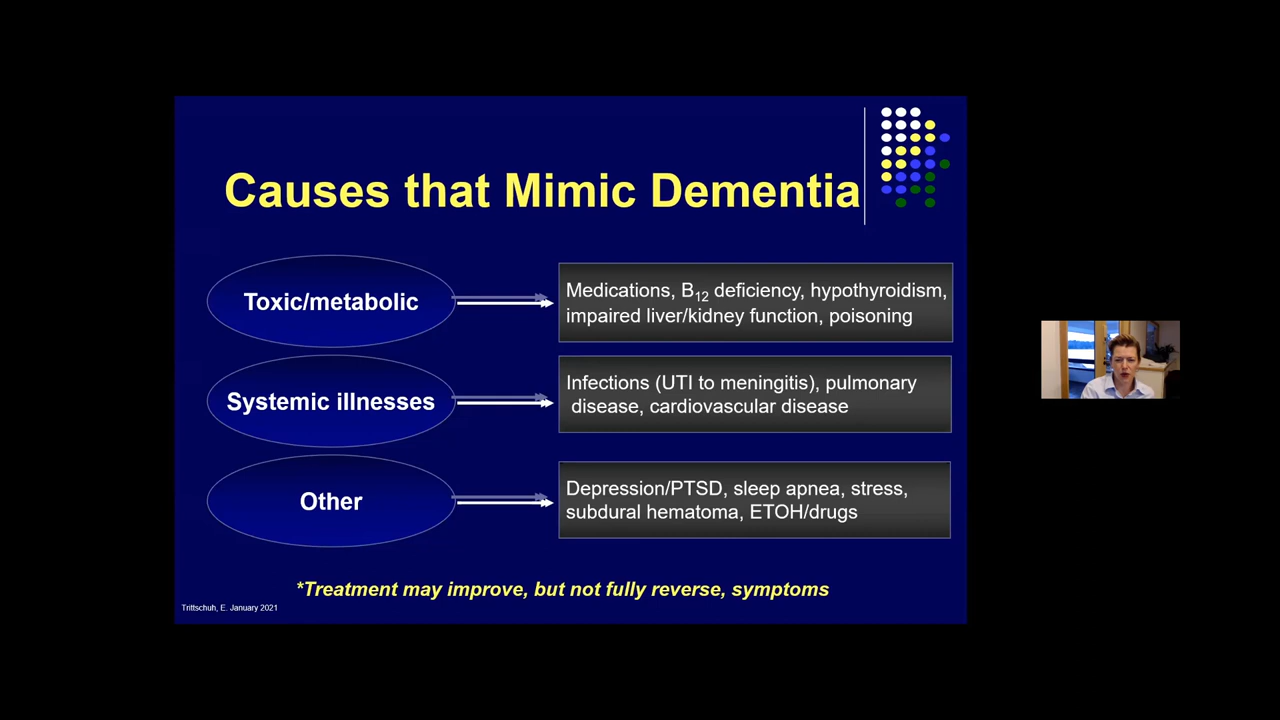 Causes that Mimic Dementia
Toxic/metabolic
Medications, B12 deficiency, hypothyroidism,
impaired liver/kidney function, poisoning
Systemic illnesses
Infections (UTI to meningitis), pulmonary
disease, cardiovascular disease
Other
Depression/PTSD, sleep apnea, stress,
subdural hematoma, ETOH/drugs
*Treatment may improve, but not fully reverse, symptoms
Trittschuh, E. January 2021